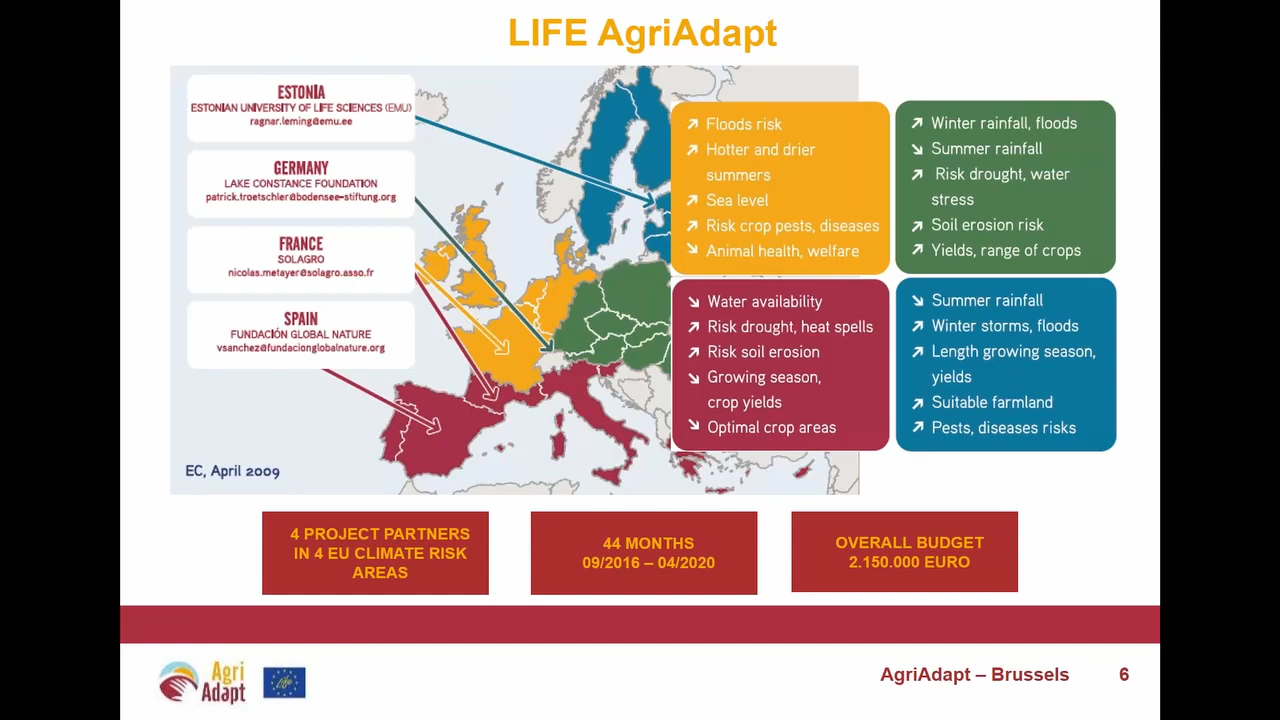 LIFE AgriAdapt
ESTONIA
ESTONIAN UNIVERSITY OF LIFE SCIENCES (EMU)
ragnar.leming@emu.ee
GERMANY
LAKE CONSTANCE FOUNDATION
patrick.troetschler@bodensee-stiftung.org
FRANCE
SOLAGRO
nicolas.metayer@solagro.asso.fr
SPAIN
FUNDACIÓN GLOBAL NATURE
vsanchez@fundacionglobalnature.org
EC, April 2009
↗ Floods risk
↗ Hotter and drier
summers
↗ Sea level
↗ Risk crop pests, diseases
↘ Animal health, welfare
↗ Winter rainfall, floods
↘ Summer rainfall
↗ Risk drought, water
stress
↗ Soil erosion risk
↗ Yields, range of crops
↘ Water availability
↗ Risk drought, heat spells
↗ Risk soil erosion
↘ Growing season,
crop yields
↘ Optimal crop areas
↘ Summer rainfall
↗ Winter storms, floods
↗ Length growing season,
yields
↗ Suitable farmland
↗ Pests, diseases risks
4 PROJECT PARTNERS
IN 4 EU CLIMATE RISK
AREAS
44 MONTHS
09/2016 – 04/2020
OVERALL BUDGET
2.150.000 EURO
Agri
Adapt
Life
AgriAdapt – Brussels 6